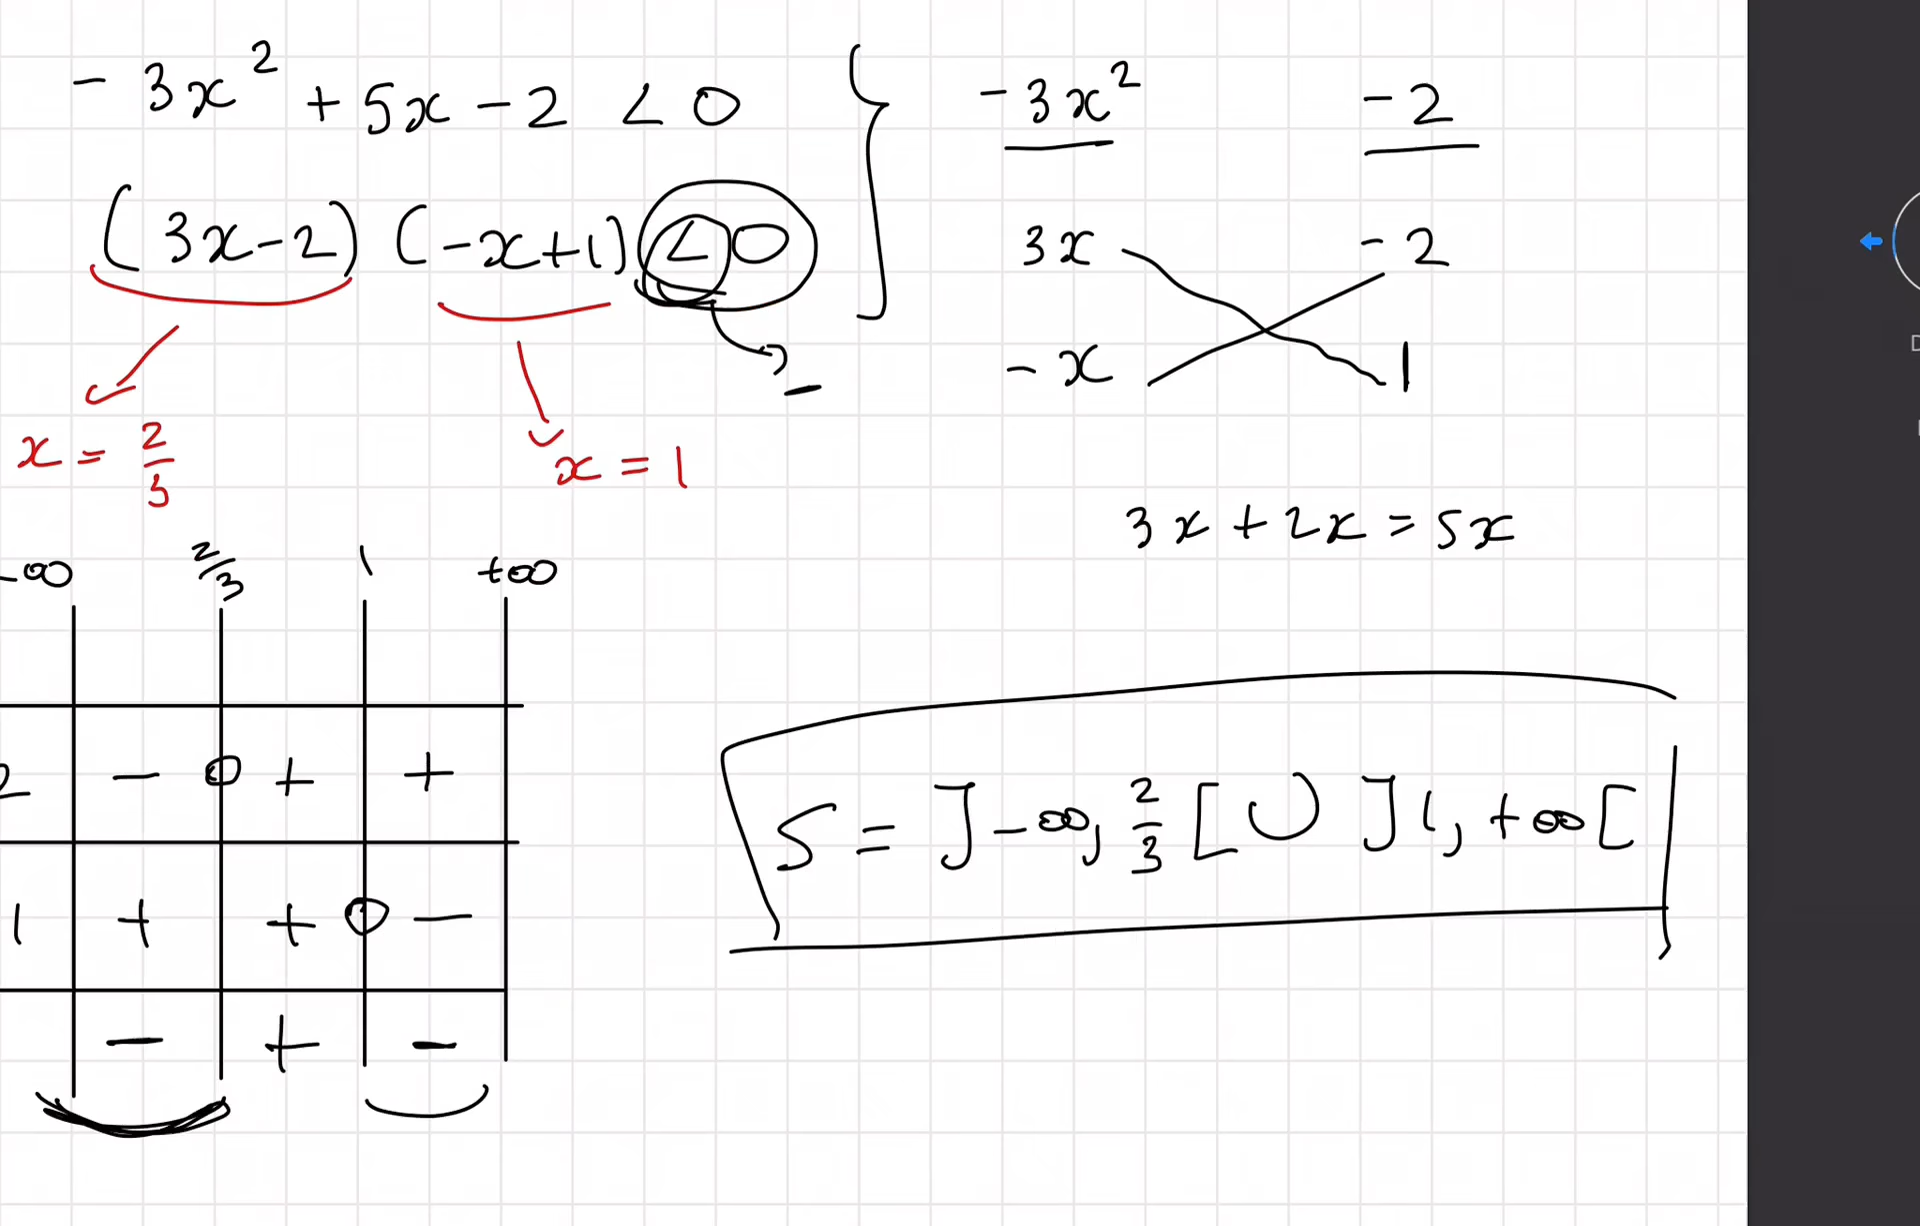 - 3x² + 5x - 2 < 0
(3x - 2) (-x + 1) < 0
-
x = 2/3
x = 1
-3x² -2
3x -2
-x 1
3x + 2x = 5x
-∞ 2/3 1 +∞
2 - 0 + +
1 + + 0 -
- + -
S = ]-∞, 2/3 [ ∪ ] 1, +∞ [